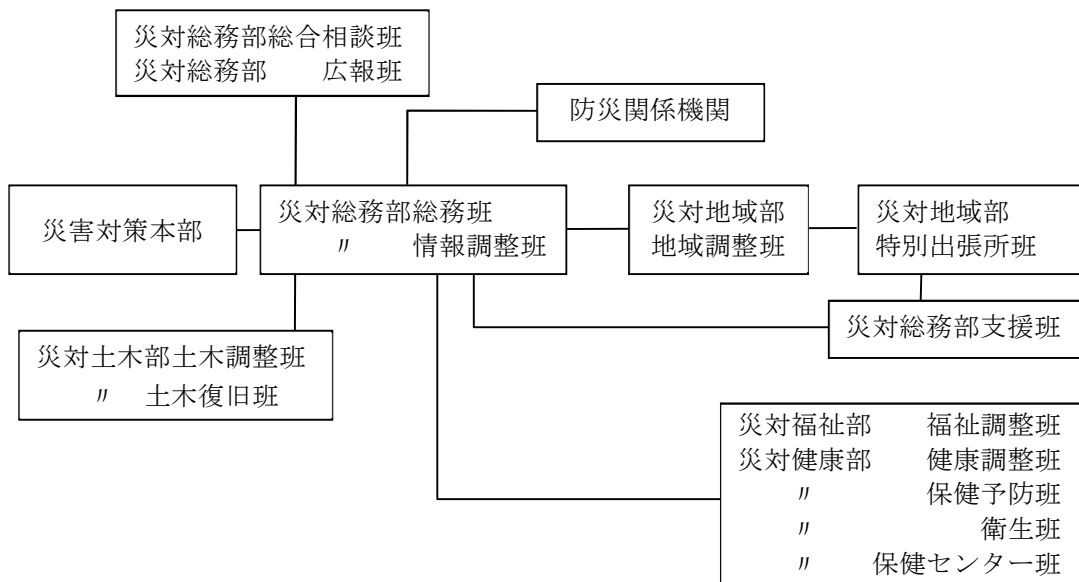 災対総務部総合相談班
災対総務部　　広報班
防災関係機関
災害対策本部
災対総務部総務班
〃　　情報調整班
災対地域部
地域調整班
災対地域部
特別出張所班
災対総務部支援班
災対土木部土木調整班
〃　土木復旧班
災対福祉部　　福祉調整班
災対健康部　　健康調整班
〃　　　　保健予防班
〃　　　　　　衛生班
〃　　保健センター班